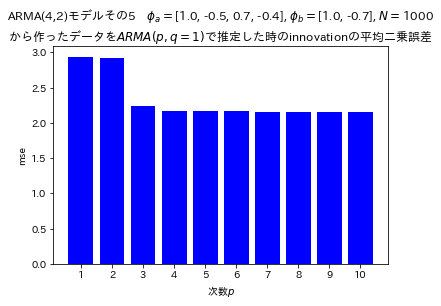 ARMA(4,2)モデルその5 ϕa = [1.0, -0.5, 0.7, -0.4], ϕb = [1.0, -0.7], N = 1000
から作ったデータをARMA(p, q = 1)で推定した時のinnovationの平均二乗誤差
3.0
2.5
2.0
1.5
1.0
0.5
0.0
mse
1 2 3 4 5 6 7 8 9 10
次数p